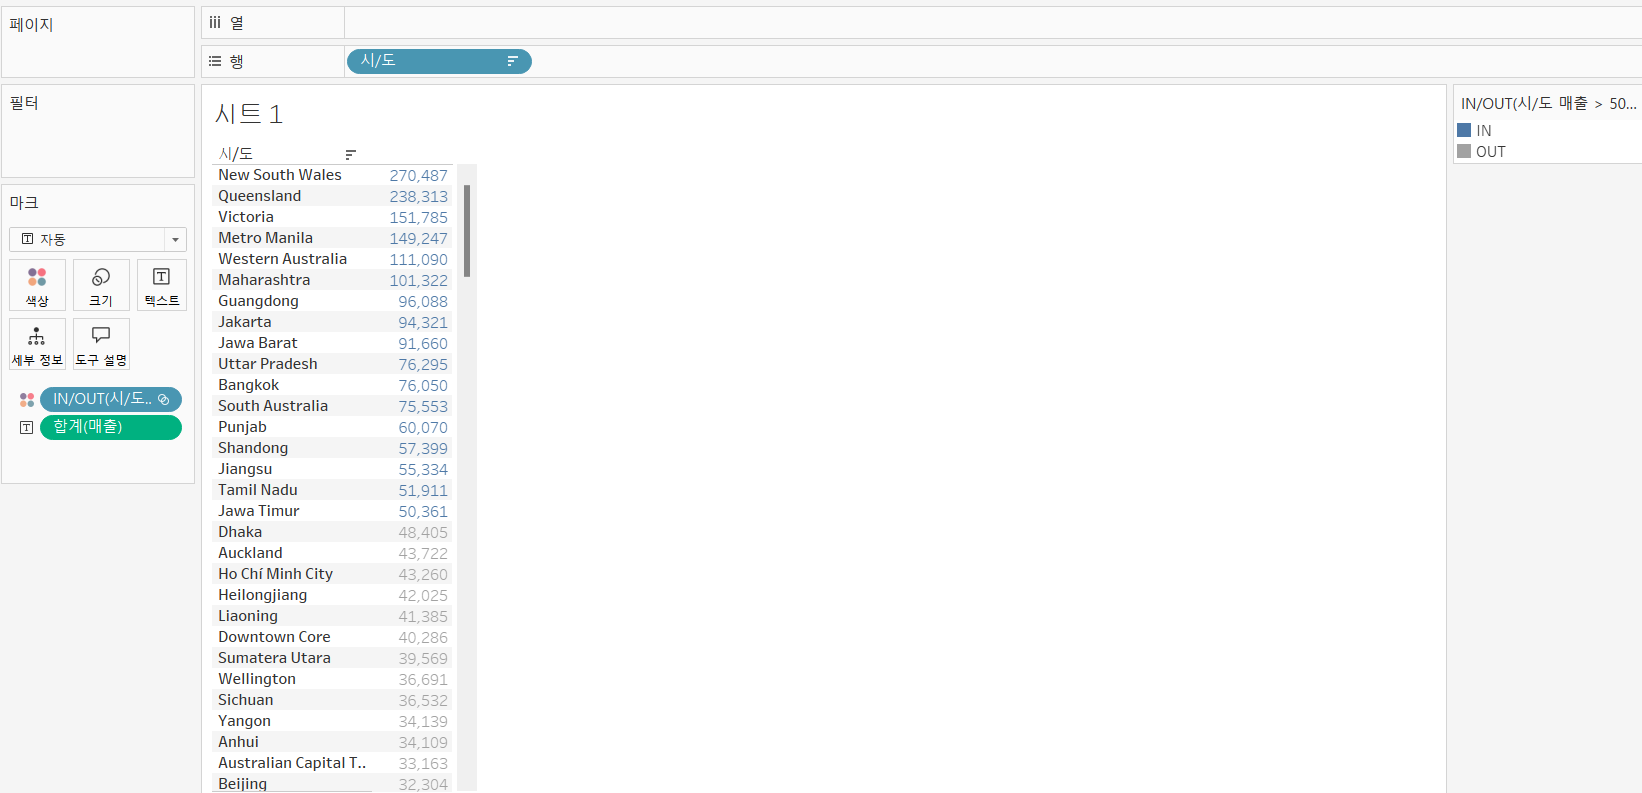 페이지
필터
마크
자동
색상
크기
텍스트
세부 정보
도구 설명
IN/OUT(시/도..
합계(매출)
열
행
시/도
시트 1
시/도
New South Wales 270,487
Queensland 238,313
Victoria 151,785
Metro Manila 149,247
Western Australia 111,090
Maharashtra 101,322
Guangdong 96,088
Jakarta 94,321
Jawa Barat 91,660
Uttar Pradesh 76,295
Bangkok 76,050
South Australia 75,553
Punjab 60,070
Shandong 57,399
Jiangsu 55,334
Tamil Nadu 51,911
Jawa Timur 50,361
Dhaka 48,405
Auckland 43,722
Ho Chí Minh City 43,260
Heilongjiang 42,025
Liaoning 41,385
Downtown Core 40,286
Sumatera Utara 39,569
Wellington 36,691
Sichuan 36,532
Yangon 34,139
Anhui 34,109
Australian Capital T.. 33,163
Beijing 32,304
IN/OUT(시/도 매출 > 50...
IN
OUT